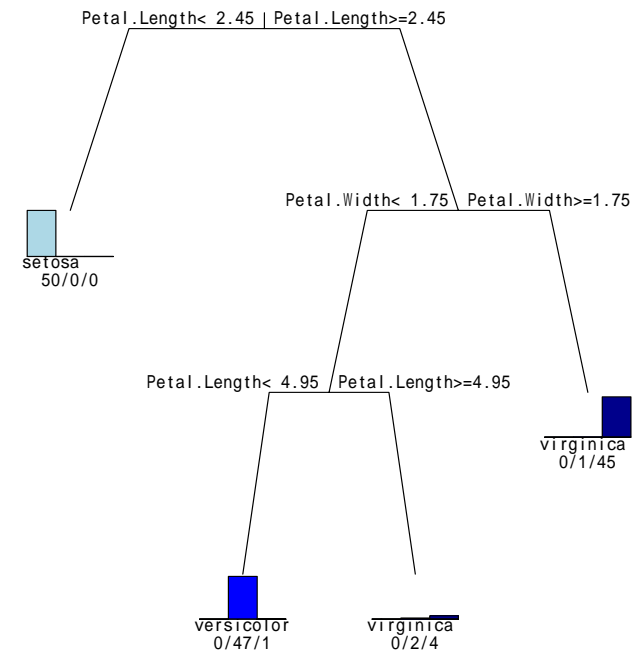 Petal.Length< 2.45 | Petal.Length>=2.45
Petal.Width< 1.75 Petal.Width>=1.75
setosa
50/0/0
Petal.Length< 4.95 Petal.Length>=4.95
virginica
0/1/45
versicolor
0/47/1
virginica
0/2/4